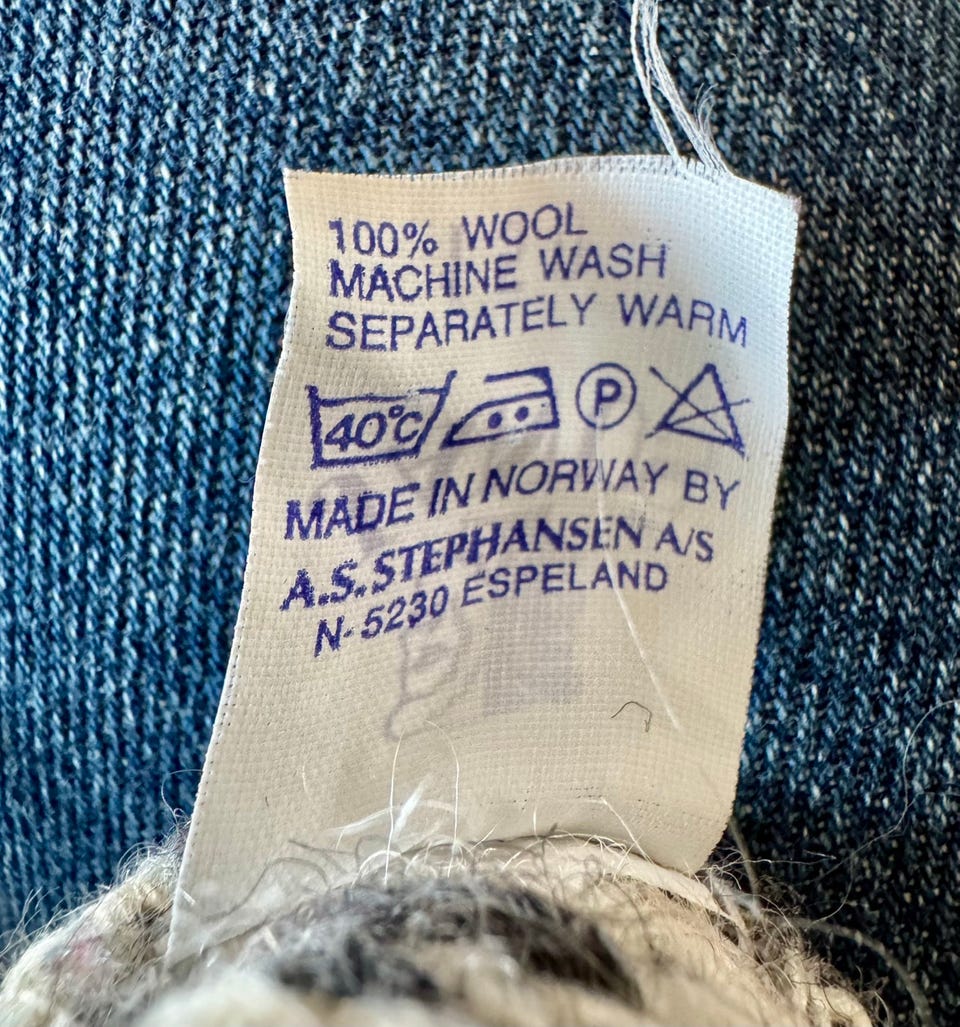 100% WOOL
MACHINE WASH
SEPARATELY WARM
40°C P
MADE IN NORWAY BY
A.S. STEPHANSEN A/S
N-5230 ESPELAND